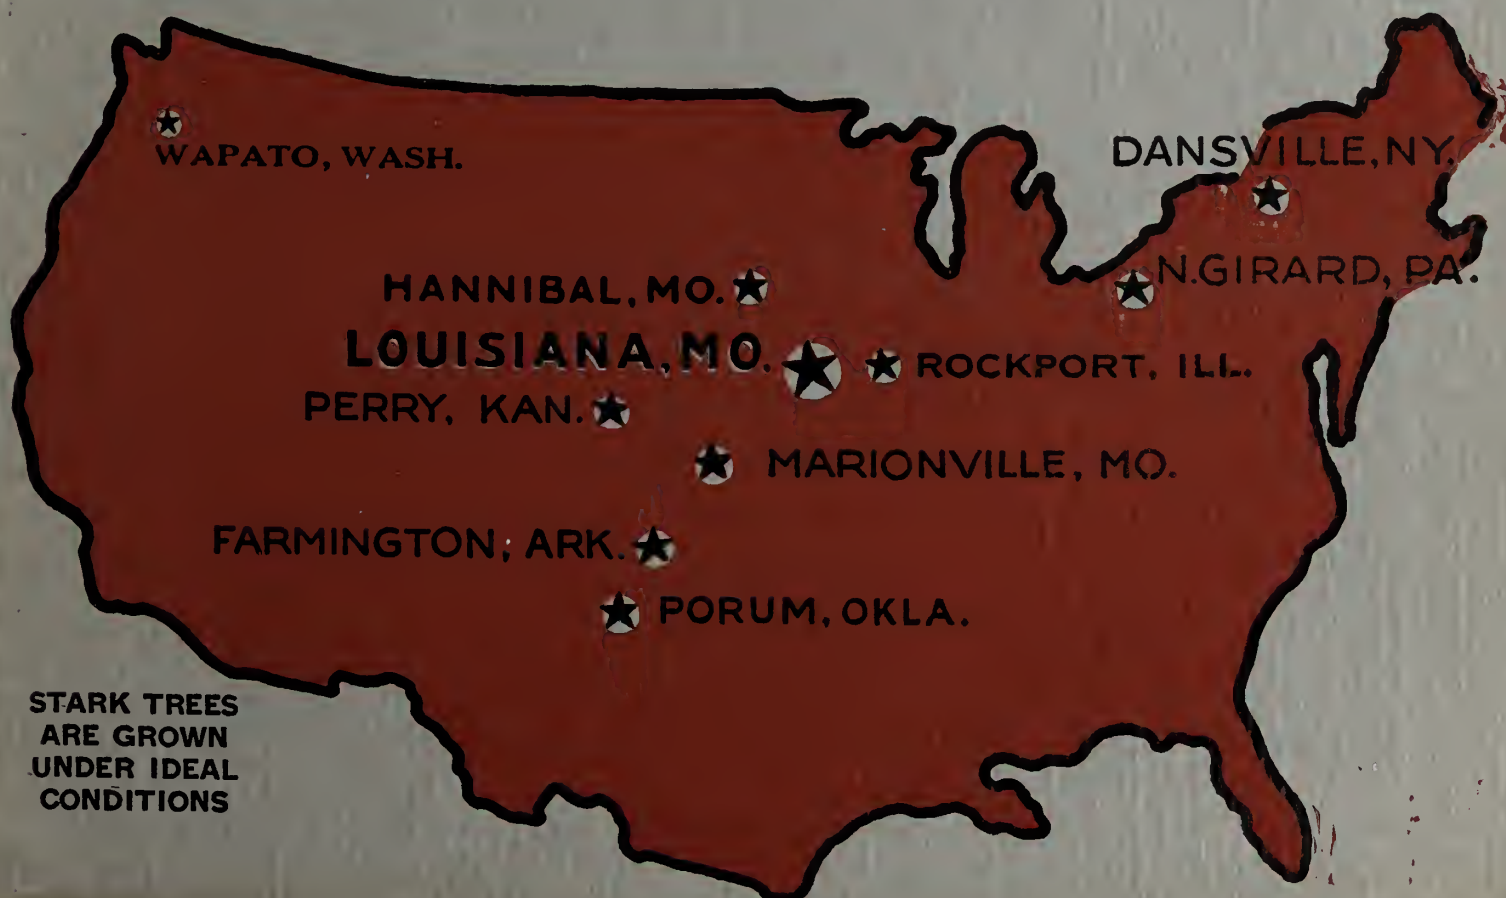 DANSVILLE, NY.
WAPATO, WASH.
N. GIRARD, PA.
HANNIBAL, MO.
LOUISIANA, MO.
ROCKPORT, ILL.
PERRY, KAN.
MARIONVILLE, MO.
FARMINGTON, ARK.
PORUM, OKLA.
STARK TREES
ARE GROWN
UNDER IDEAL
CONDITIONS